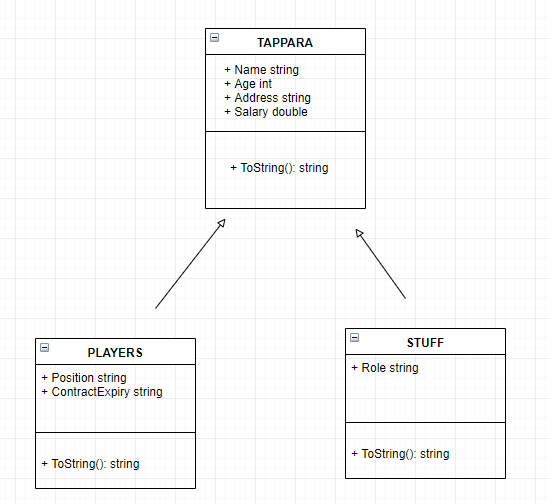 TAPPARA
+ Name string
+ Age int
+ Address string
+ Salary double
+ ToString(): string
PLAYERS
+ Position string
+ ContractExpiry string
+ ToString(): string
STUFF
+ Role string
+ ToString(): string